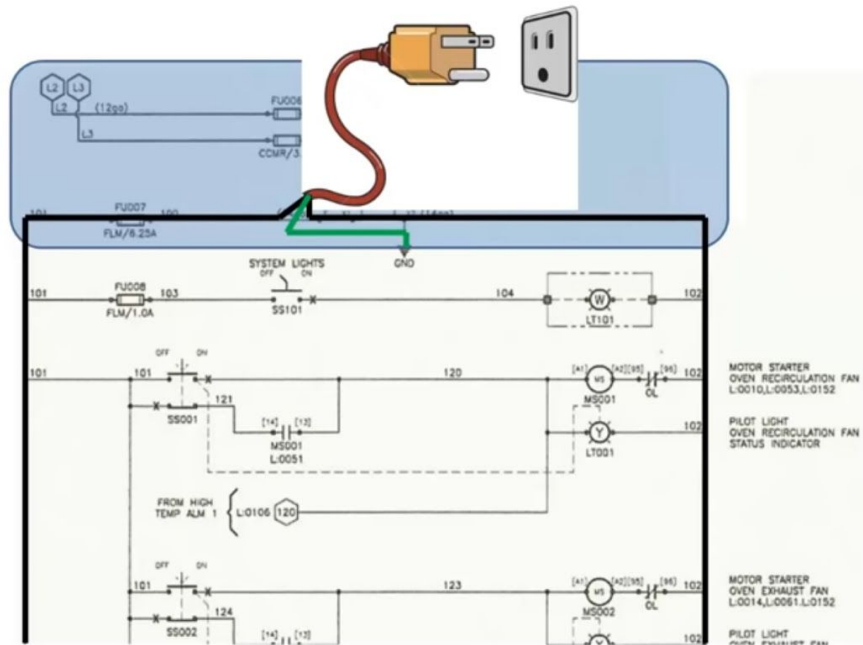 L2 L3
L2 (12ga) FU006
L3
CCMR/3.
101 FU007 100
FLM/6.25A
GND
SYSTEM LIGHTS
OFF ON
101 FU008 103 104 102
FLM/1.0A SS101 W LT101
OFF ON
101 101 120 [A1] MS [A2] [95] [96] 102
MS001 OL
MOTOR STARTER
OVEN RECIRCULATION FAN
L:0010,L:0053,L:0152
121
SS001
[14] [13]
MS001
L:0051
Y 102
LT001
PILOT LIGHT
OVEN RECIRCULATION FAN
STATUS INDICATOR
FROM HIGH
TEMP ALM 1
L:0106 120
OFF ON
101 123 [A1] MS [A2] [95] [96] 102
MS002 OL
MOTOR STARTER
OVEN EXHAUST FAN
L:0014,L:0061,L:0152
124
SS002
[14] [13]
Y 102
PILOT LIGHT
OVEN EXHAUST FAN